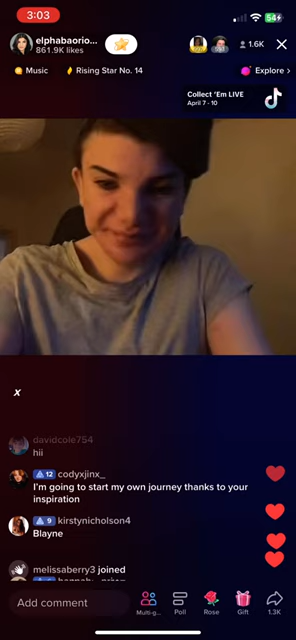 3:03
54
elphabaorio...
861.9K likes
1.6K
Music
Rising Star No. 14
Explore >
Collect 'Em LIVE
April 7 - 10
x
davidcole754
hii
12 codyxjinx_
I'm going to start my own journey thanks to your
inspiration
9 kirstynicholson4
Blayne
melissaberry3 joined
Add comment
Multi-g...
Poll
Rose
Gift
1.3K